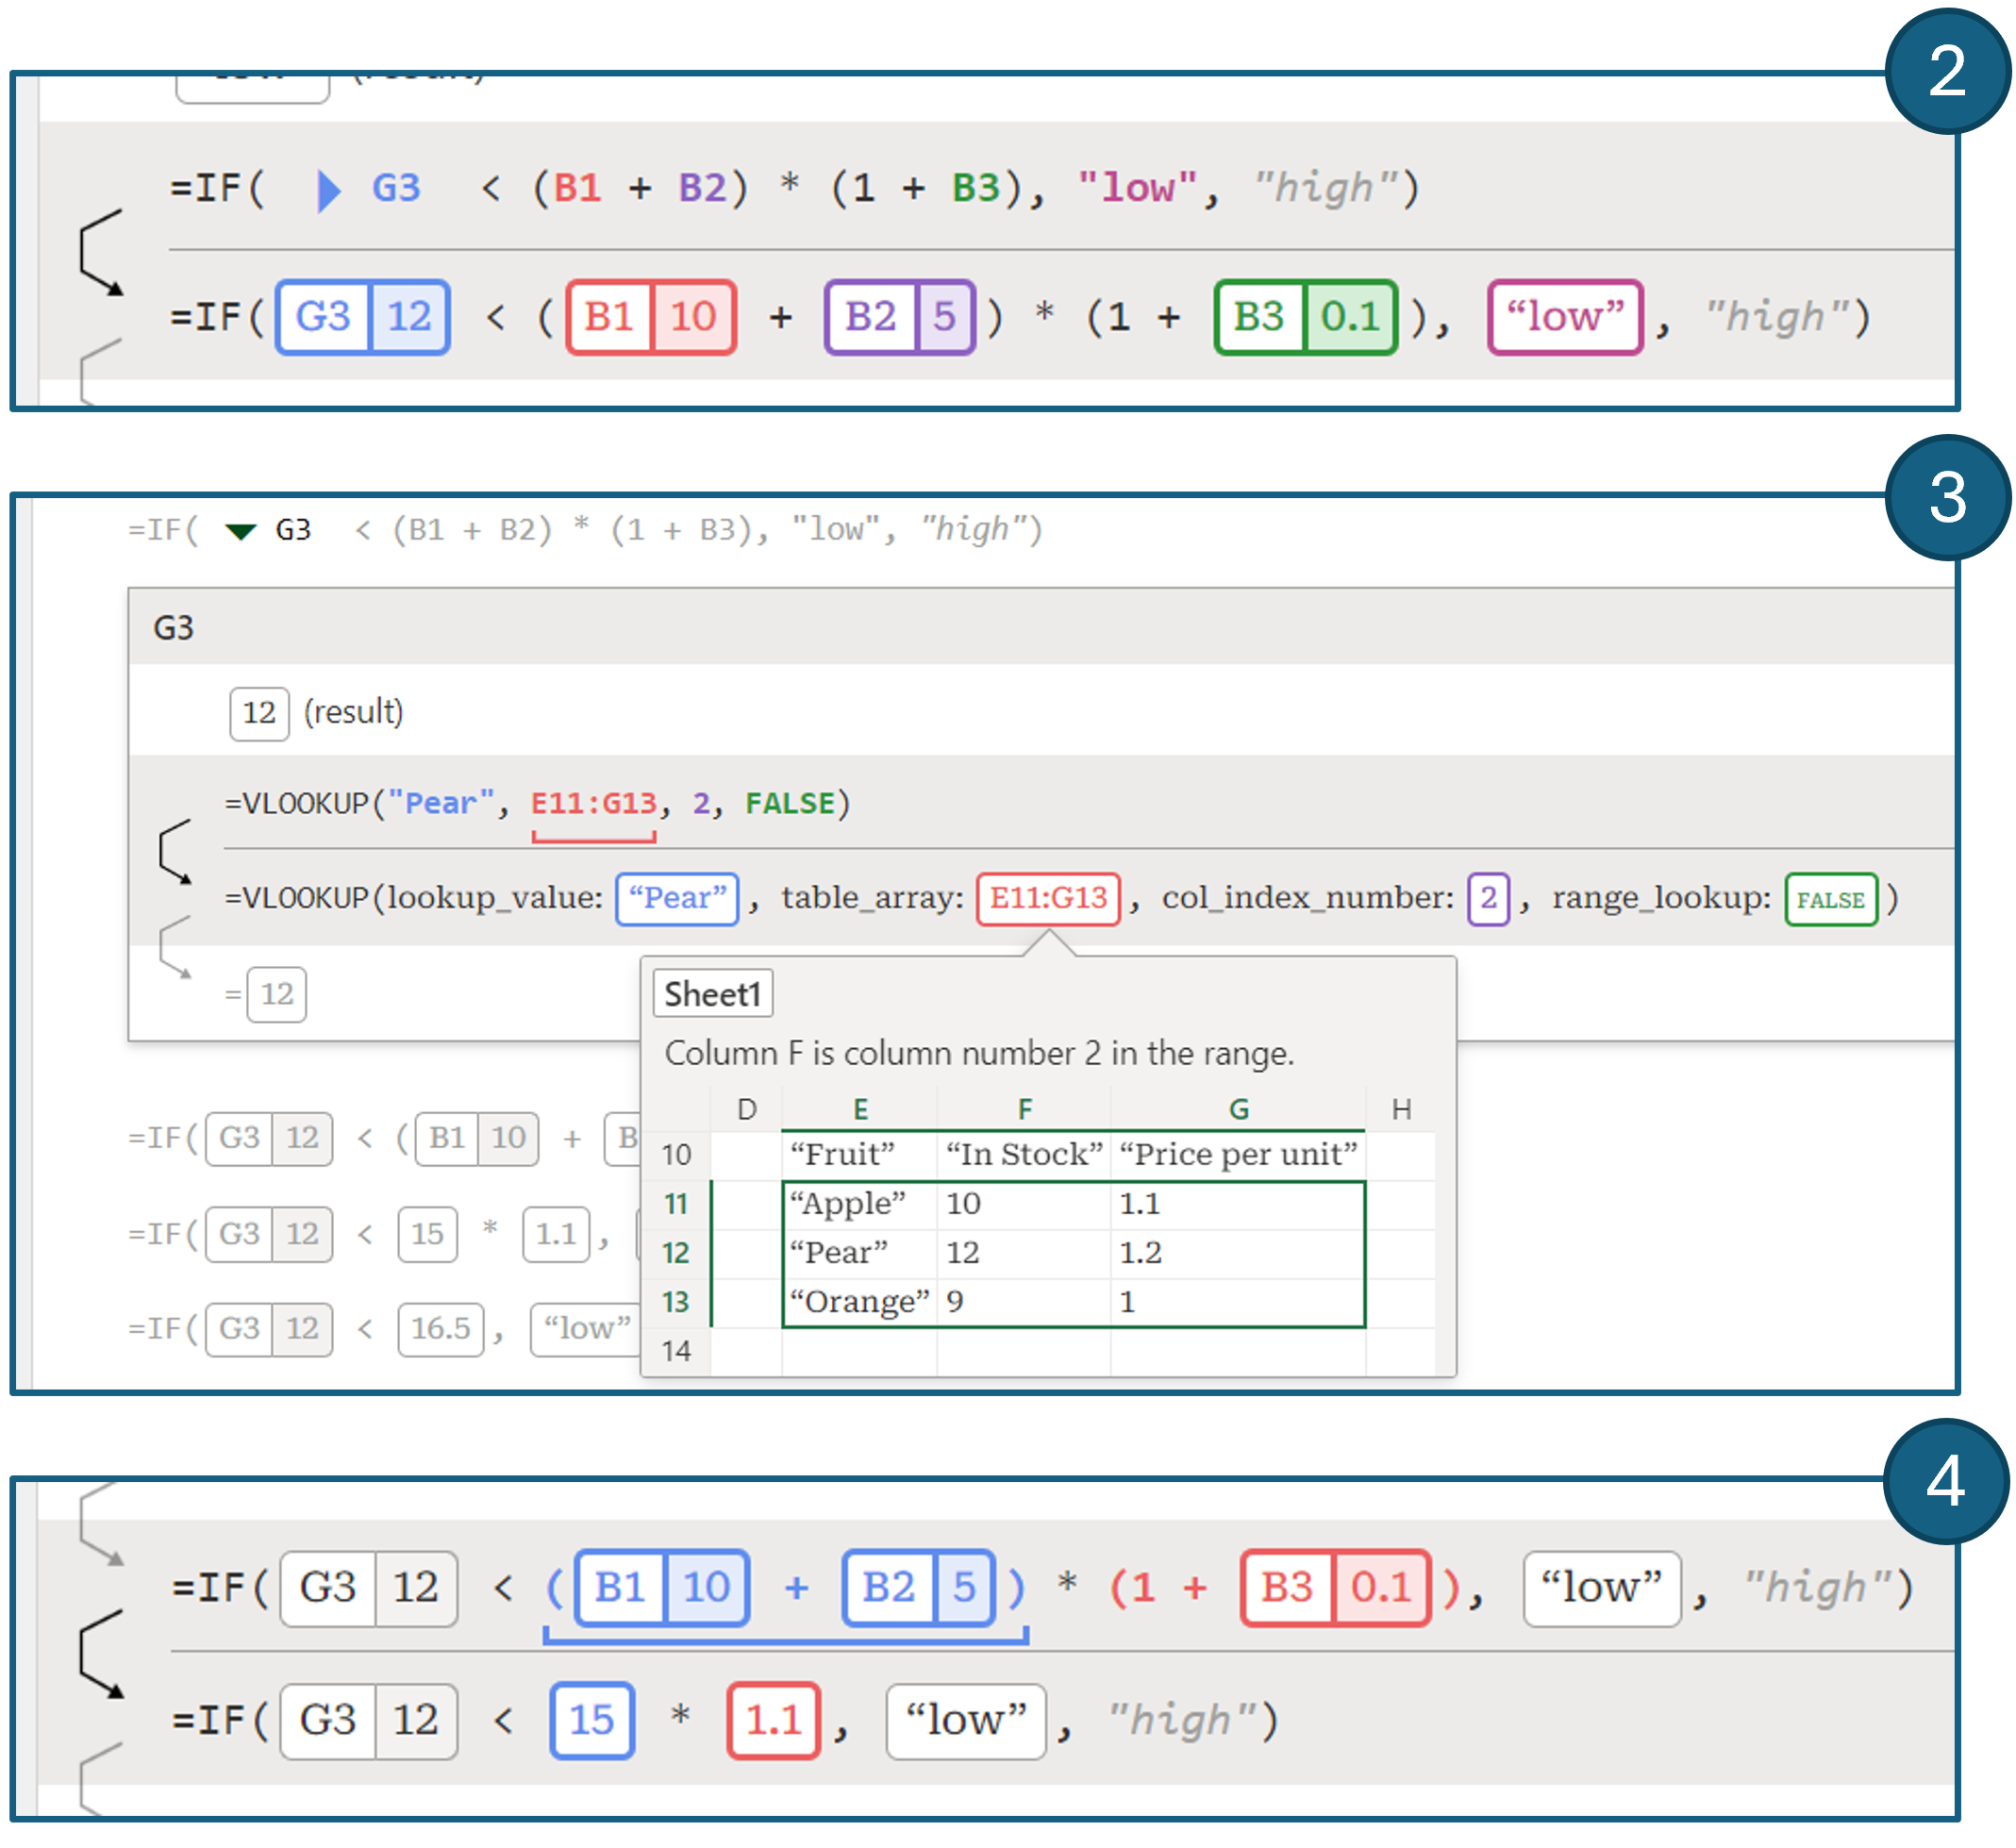 2
(result)
=IF( G3 < (B1 + B2) * (1 + B3), "low", "high")
=IF( G3 12 < ( B1 10 + B2 5 ) * (1 + B3 0.1 ), “low” , "high")
3
=IF( G3 < (B1 + B2) * (1 + B3), "low", "high")
G3
12 (result)
=VLOOKUP("Pear", E11:G13, 2, FALSE)
=VLOOKUP(lookup_value: “Pear” , table_array: E11:G13 , col_index_number: 2 , range_lookup: FALSE )
= 12
Sheet1
Column F is column number 2 in the range.
D E F G H
10 “Fruit” “In Stock” “Price per unit”
11 “Apple” 10 1.1
12 “Pear” 12 1.2
13 “Orange” 9 1
14
=IF( G3 12 < ( B1 10 + B
=IF( G3 12 < 15 * 1.1 ,
=IF( G3 12 < 16.5 , “low”
4
=IF( G3 12 < ( B1 10 + B2 5 ) * (1 + B3 0.1 ), “low” , "high")
=IF( G3 12 < 15 * 1.1 , “low” , "high")